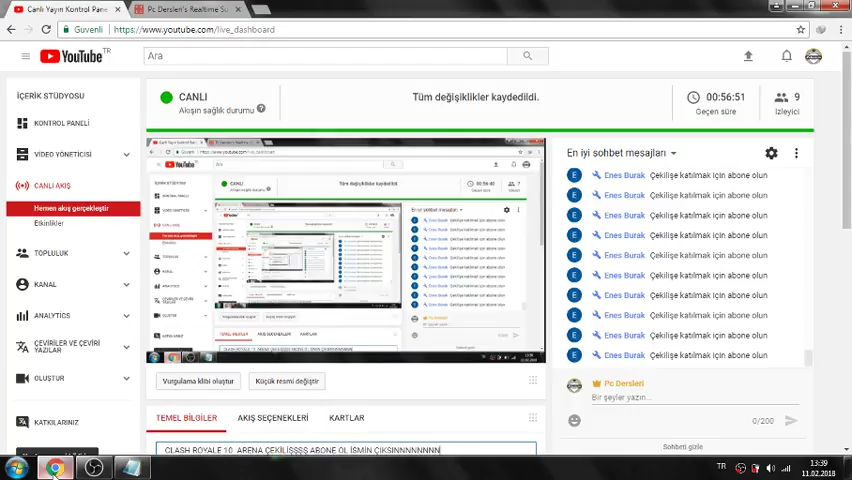 Canlı Yayın Kontrol Pane
Pc Dersleri's Realtime Su
Güvenli
https://www.youtube.com/live_dashboard
YouTube TR
Ara
İÇERİK STÜDYOSU
KONTROL PANELİ
VİDEO YÖNETİCİSİ
CANLI AKIŞ
Hemen akış gerçekleştir
Etkinlikler
TOPLULUK
KANAL
ANALYTICS
ÇEVİRİLER VE ÇEVİRİ YAZILAR
OLUŞTUR
KATKILARINIZ
CANLI
Akışın sağlık durumu
Tüm değişiklikler kaydedildi.
00:56:51
Geçen süre
9
İzleyici
En iyi sohbet mesajları
Enes Burak Çekilişe katılmak için abone olun
Enes Burak Çekilişe katılmak için abone olun
Enes Burak Çekilişe katılmak için abone olun
Enes Burak Çekilişe katılmak için abone olun
Enes Burak Çekilişe katılmak için abone olun
Enes Burak Çekilişe katılmak için abone olun
Enes Burak Çekilişe katılmak için abone olun
Enes Burak Çekilişe katılmak için abone olun
Enes Burak Çekilişe katılmak için abone olun
Enes Burak Çekilişe katılmak için abone olun
Pc Dersleri
Bir şeyler yazın...
0/200
Sohbeti gizle
Vurgulama klibi oluştur
Küçük resmi değiştir
TEMEL BİLGİLER
AKIŞ SEÇENEKLERİ
KARTLAR
CLASH ROYALE 10. ARENA ÇEKİLİŞŞŞŞ ABONE OL İSMİN ÇIKSINNNNNNNN
TR
13:39
11.02.2018